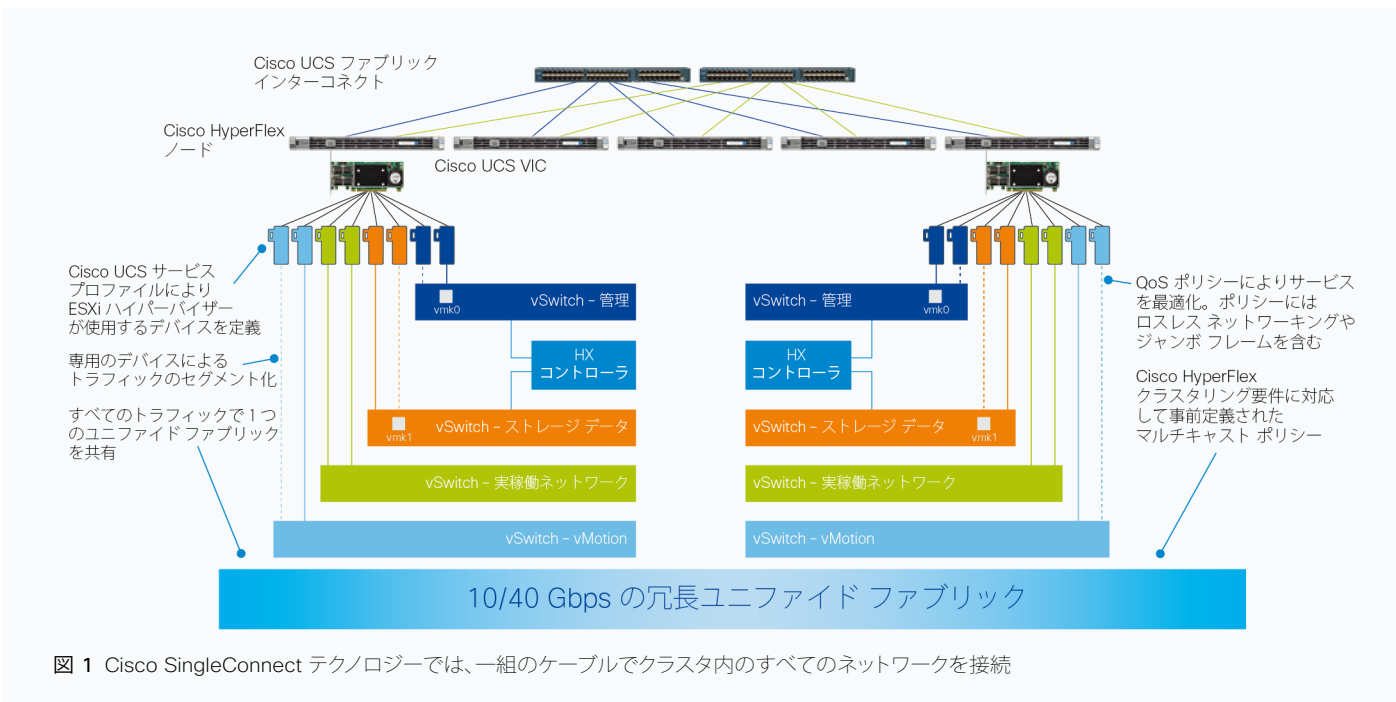 Cisco UCS ファブリック
インターコネクト
Cisco HyperFlex
ノード
Cisco UCS VIC
Cisco UCS サービス
プロファイルにより
ESXi ハイパーバイザー
が使用するデバイスを定義
専用のデバイスによる
トラフィックのセグメント化
すべてのトラフィックで 1 つ
のユニファイド ファブリック
を共有
vSwitch – 管理
vmk0
HX
コントローラ
vSwitch – ストレージ データ
vmk1
vSwitch – 実稼働ネットワーク
vSwitch – vMotion
vSwitch – 管理
vmk0
HX
コントローラ
vSwitch – ストレージ データ
vmk1
vSwitch – 実稼働ネットワーク
vSwitch – vMotion
QoS ポリシーによりサービス
を最適化。ポリシーには
ロスレス ネットワーキングや
ジャンボ フレームを含む
Cisco HyperFlex
クラスタリング要件に対応
して事前定義された
マルチキャスト ポリシー
10/40 Gbps の冗長ユニファイド ファブリック
図 1 Cisco SingleConnect テクノロジーでは、一組のケーブルでクラスタ内のすべてのネットワークを接続